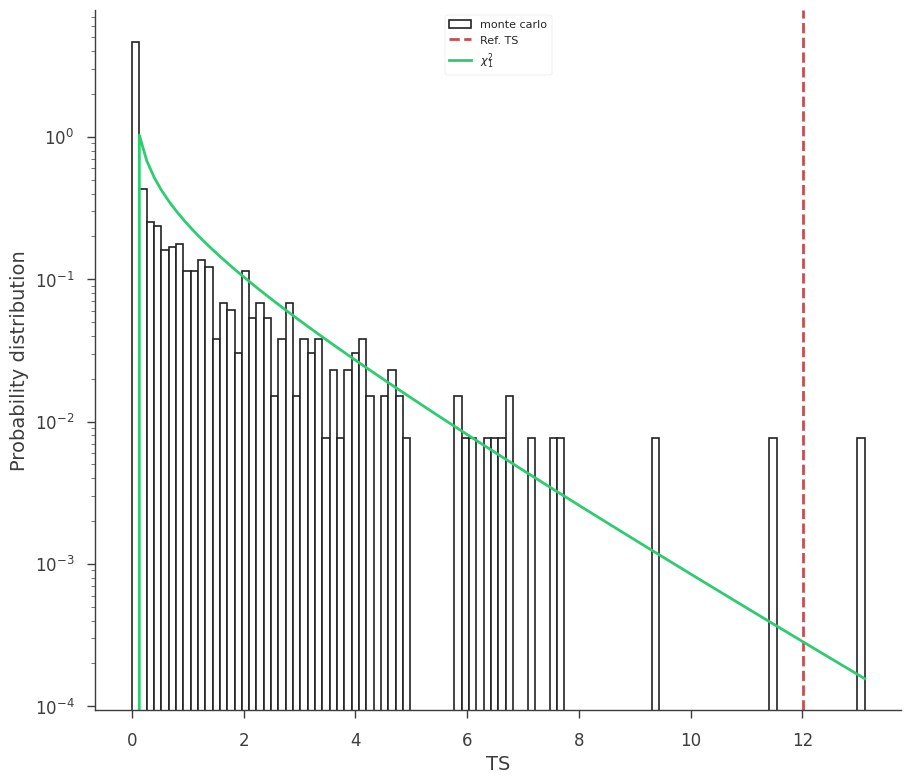 monte carlo
Ref. TS
χ₁²
Probability distribution
10⁰
10⁻¹
10⁻²
10⁻³
10⁻⁴
0 2 4 6 8 10 12
TS